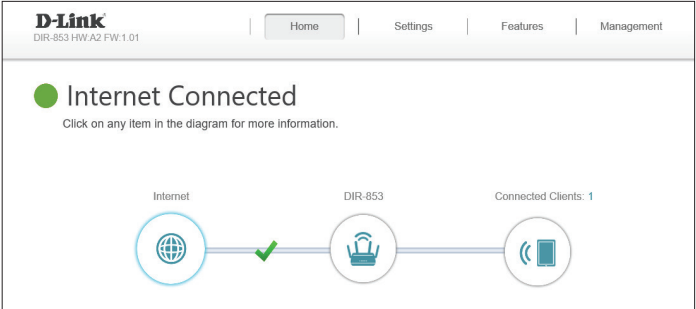 D-Link
DIR-853 HW:A2 FW:1.01
Home
Settings
Features
Management
Internet Connected
Click on any item in the diagram for more information.
Internet
DIR-853
Connected Clients: 1